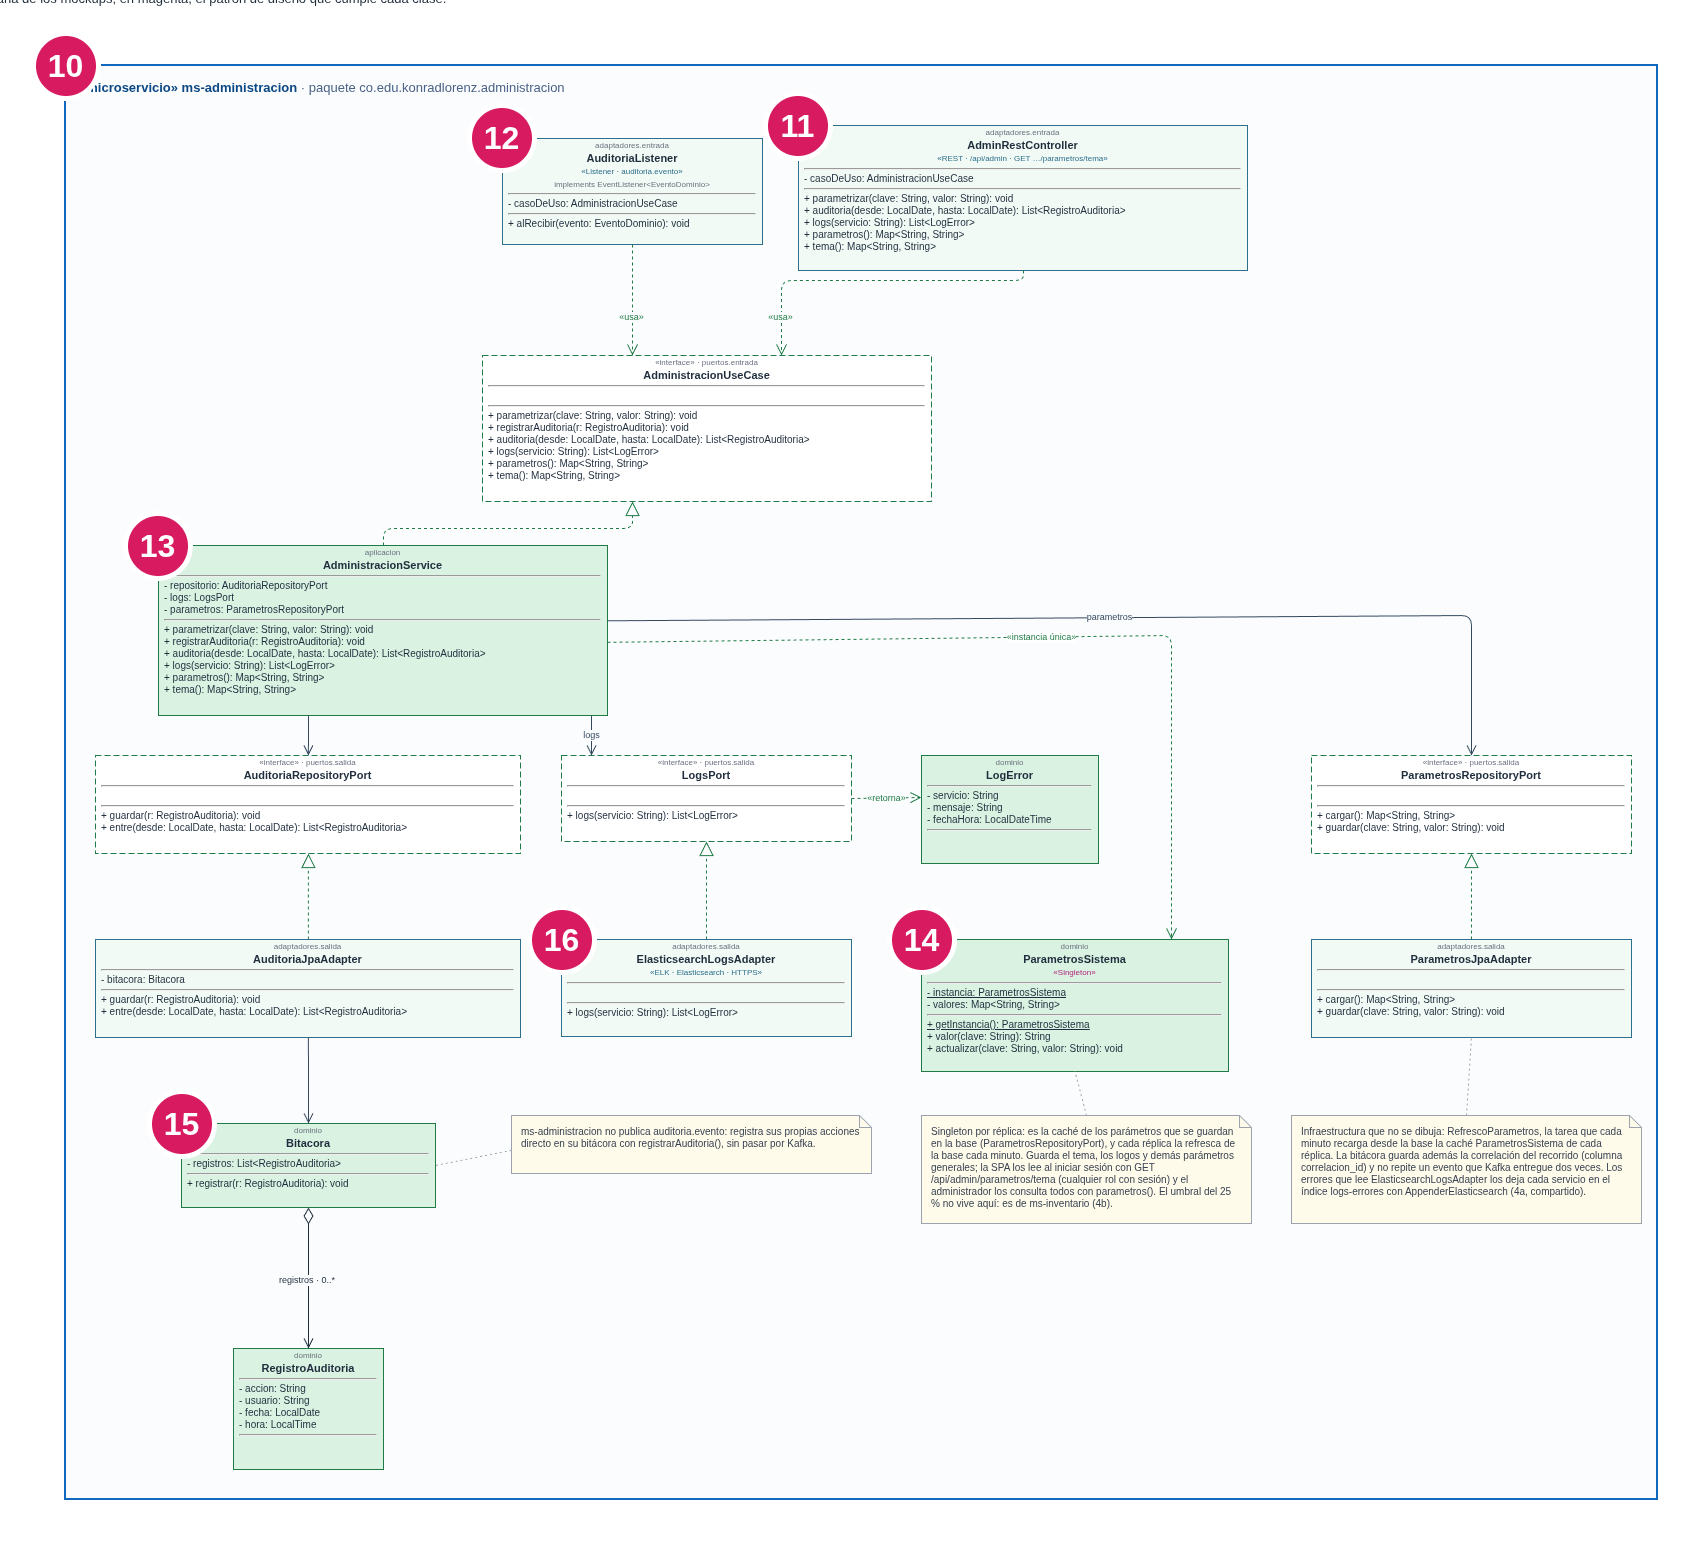 de los mockups; en magenta, el patrón de diseño que cumple cada clase.
10
microservicio» ms-administracion · paquete co.edu.konradlorenz.administracion
12
adaptadores.entrada
AuditoriaListener
«Listener · auditoria.evento»
implements EventListener<EventoDominio>
- casoDeUso: AdministracionUseCase
+ alRecibir(evento: EventoDominio): void
11
adaptadores.entrada
AdminRestController
«REST · /api/admin · GET …/parametros/tema»
- casoDeUso: AdministracionUseCase
+ parametrizar(clave: String, valor: String): void
+ auditoria(desde: LocalDate, hasta: LocalDate): List<RegistroAuditoria>
+ logs(servicio: String): List<LogError>
+ parametros(): Map<String, String>
+ tema(): Map<String, String>
«usa»
«usa»
«interface» · puertos.entrada
AdministracionUseCase
+ parametrizar(clave: String, valor: String): void
+ registrarAuditoria(r: RegistroAuditoria): void
+ auditoria(desde: LocalDate, hasta: LocalDate): List<RegistroAuditoria>
+ logs(servicio: String): List<LogError>
+ parametros(): Map<String, String>
+ tema(): Map<String, String>
13
aplicacion
AdministracionService
- repositorio: AuditoriaRepositoryPort
- logs: LogsPort
- parametros: ParametrosRepositoryPort
+ parametrizar(clave: String, valor: String): void
+ registrarAuditoria(r: RegistroAuditoria): void
+ auditoria(desde: LocalDate, hasta: LocalDate): List<RegistroAuditoria>
+ logs(servicio: String): List<LogError>
+ parametros(): Map<String, String>
+ tema(): Map<String, String>
parametros
«instancia única»
logs
«interface» · puertos.salida
AuditoriaRepositoryPort
+ guardar(r: RegistroAuditoria): void
+ entre(desde: LocalDate, hasta: LocalDate): List<RegistroAuditoria>
«interface» · puertos.salida
LogsPort
+ logs(servicio: String): List<LogError>
«retorna»
dominio
LogError
- servicio: String
- mensaje: String
- fechaHora: LocalDateTime
«interface» · puertos.salida
ParametrosRepositoryPort
+ cargar(): Map<String, String>
+ guardar(clave: String, valor: String): void
adaptadores.salida
AuditoriaJpaAdapter
- bitacora: Bitacora
+ guardar(r: RegistroAuditoria): void
+ entre(desde: LocalDate, hasta: LocalDate): List<RegistroAuditoria>
16
adaptadores.salida
ElasticsearchLogsAdapter
«ELK · Elasticsearch · HTTPS»
+ logs(servicio: String): List<LogError>
14
dominio
ParametrosSistema
«Singleton»
- instancia: ParametrosSistema
- valores: Map<String, String>
+ getInstancia(): ParametrosSistema
+ valor(clave: String): String
+ actualizar(clave: String, valor: String): void
adaptadores.salida
ParametrosJpaAdapter
+ cargar(): Map<String, String>
+ guardar(clave: String, valor: String): void
15
dominio
Bitacora
- registros: List<RegistroAuditoria>
+ registrar(r: RegistroAuditoria): void
ms-administracion no publica auditoria.evento: registra sus propias acciones
directo en su bitácora con registrarAuditoria(), sin pasar por Kafka.
Singleton por réplica: es la caché de los parámetros que se guardan
en la base (ParametrosRepositoryPort), y cada réplica la refresca de
la base cada minuto. Guarda el tema, los logos y demás parámetros
generales; la SPA los lee al iniciar sesión con GET
/api/admin/parametros/tema (cualquier rol con sesión) y el
administrador los consulta todos con parametros(). El umbral del 25
% no vive aquí: es de ms-inventario (4b).
Infraestructura que no se dibuja: RefrescoParametros, la tarea que cada
minuto recarga desde la base la caché ParametrosSistema de cada
réplica. La bitácora guarda además la correlación del recorrido (columna
correlacion_id) y no repite un evento que Kafka entregue dos veces. Los
errores que lee ElasticsearchLogsAdapter los deja cada servicio en el
índice logs-errores con AppenderElasticsearch (4a, compartido).
registros · 0..*
dominio
RegistroAuditoria
- accion: String
- usuario: String
- fecha: LocalDate
- hora: LocalTime